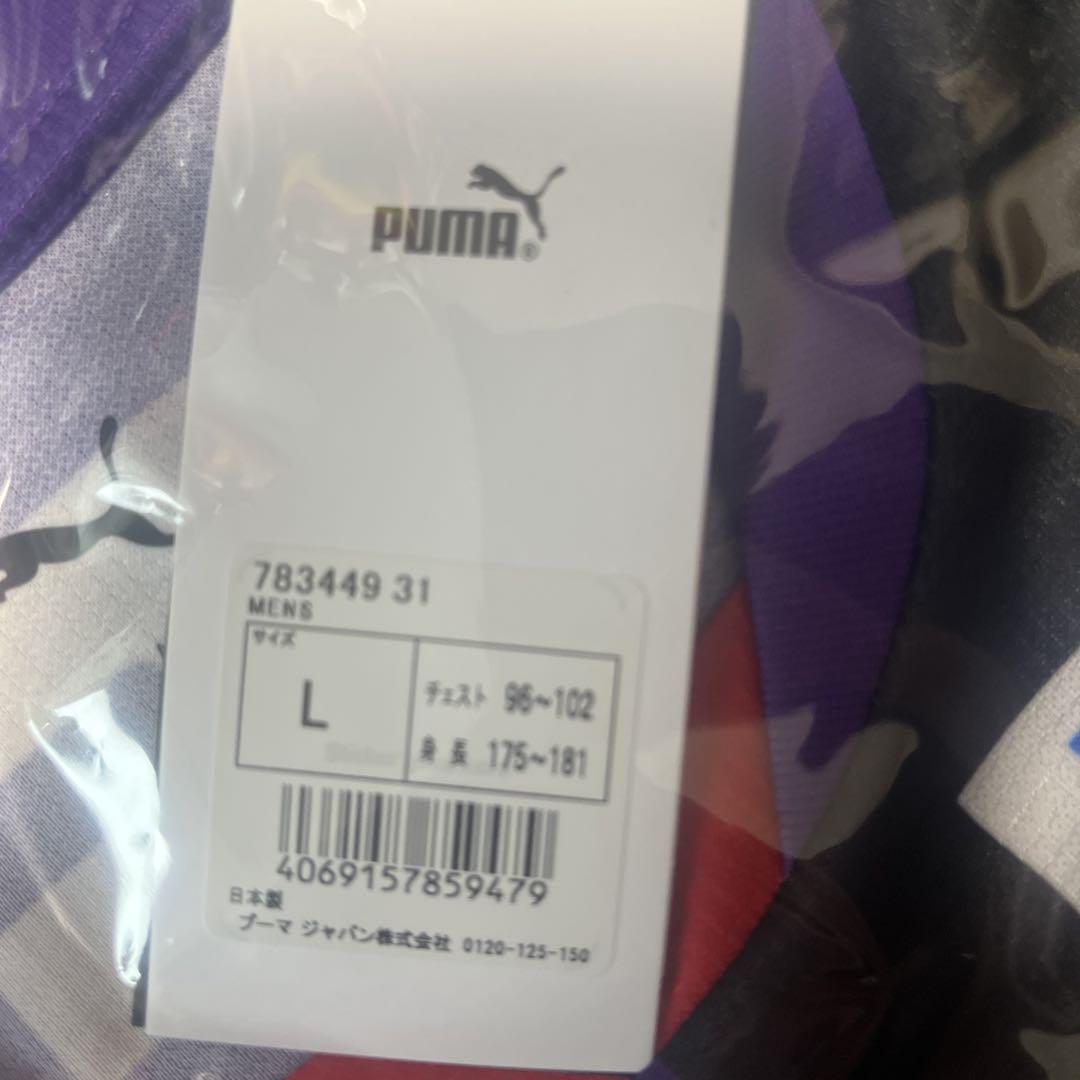 PUMA®
783449 31
MENS
サイズ
L
チェスト 96~102
身長 175~181
4069157859479
日本製
プーマ ジャパン株式会社 0120-125-150